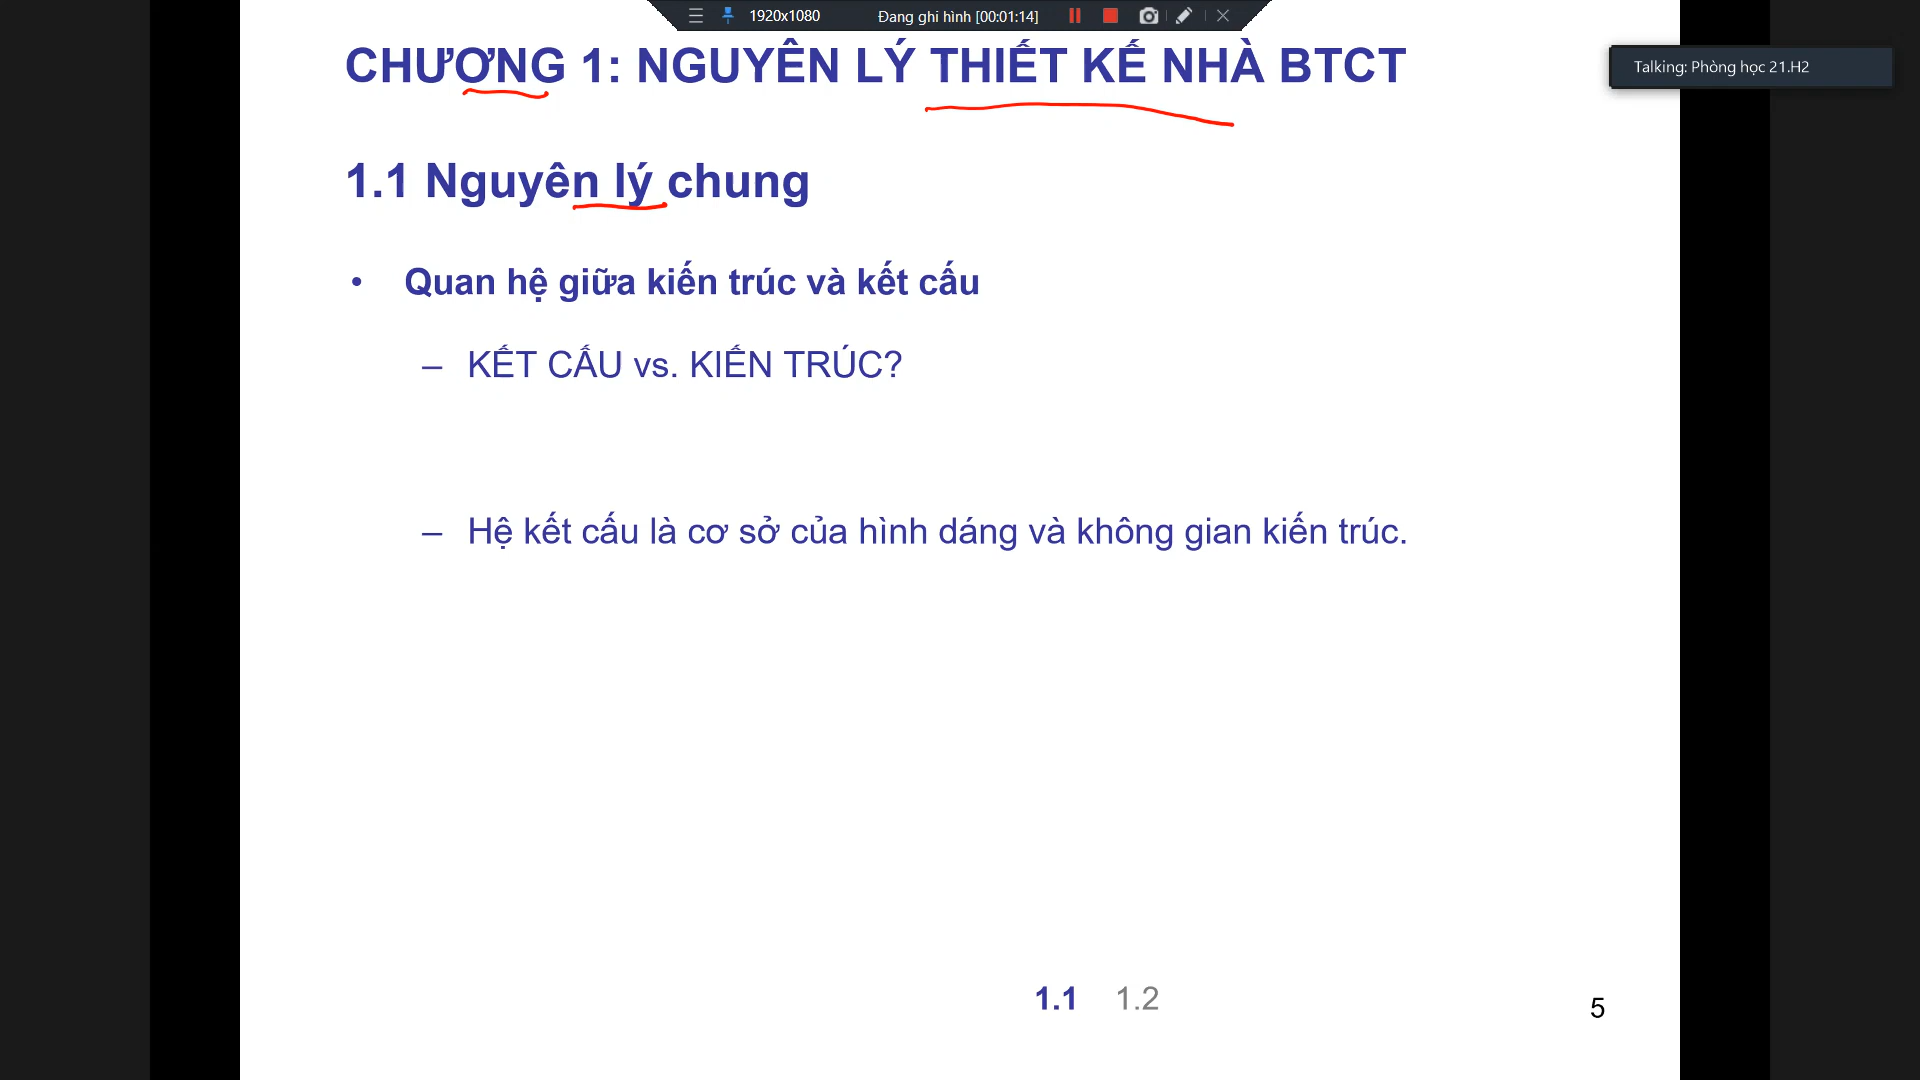 1920x1080 Đang ghi hình [00:01:14]
CHƯƠNG 1: NGUYÊN LÝ THIẾT KẾ NHÀ BTCT
Talking: Phòng học 21.H2
1.1 Nguyên lý chung
• Quan hệ giữa kiến trúc và kết cấu
– KẾT CẤU vs. KIẾN TRÚC?
– Hệ kết cấu là cơ sở của hình dáng và không gian kiến trúc.
1.1 1.2
5